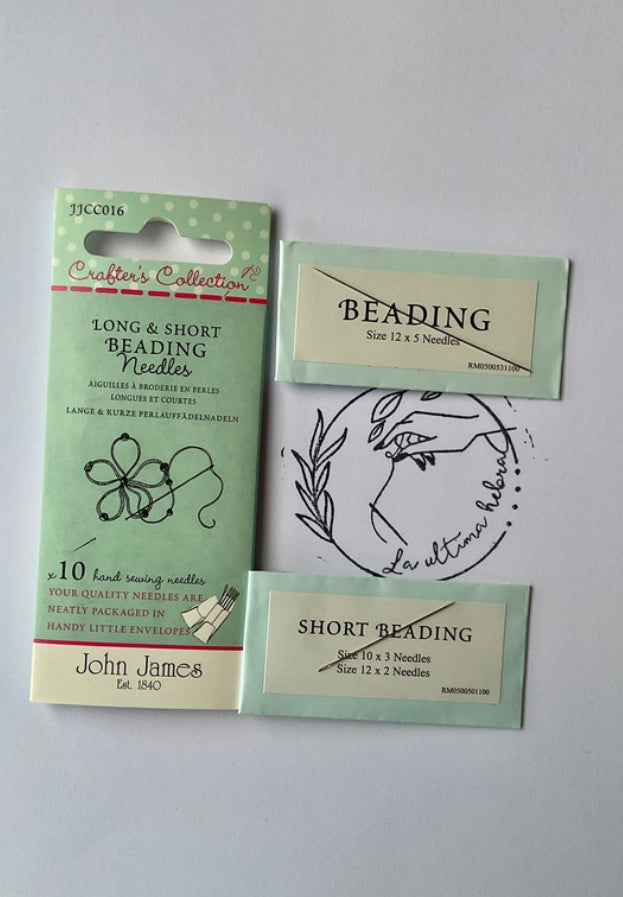 JJCC016
Crafter's Collection
LONG & SHORT
BEADING
Needles
AIGUILLES À BRODERIE EN PERLES
LONGUES ET COURTES
LANGE & KURZE PERLAUFFÄDELNADELN
x10 hand sewing needles
YOUR QUALITY NEEDLES ARE
NEATLY PACKAGED IN
HANDY LITTLE ENVELOPES
John James
Est. 1840
BEADING
Size 12 x 5 Needles
RM0500531100
La ultima hebra
SHORT BEADING
Size 10 x 3 Needles
Size 12 x 2 Needles
RM0500501100